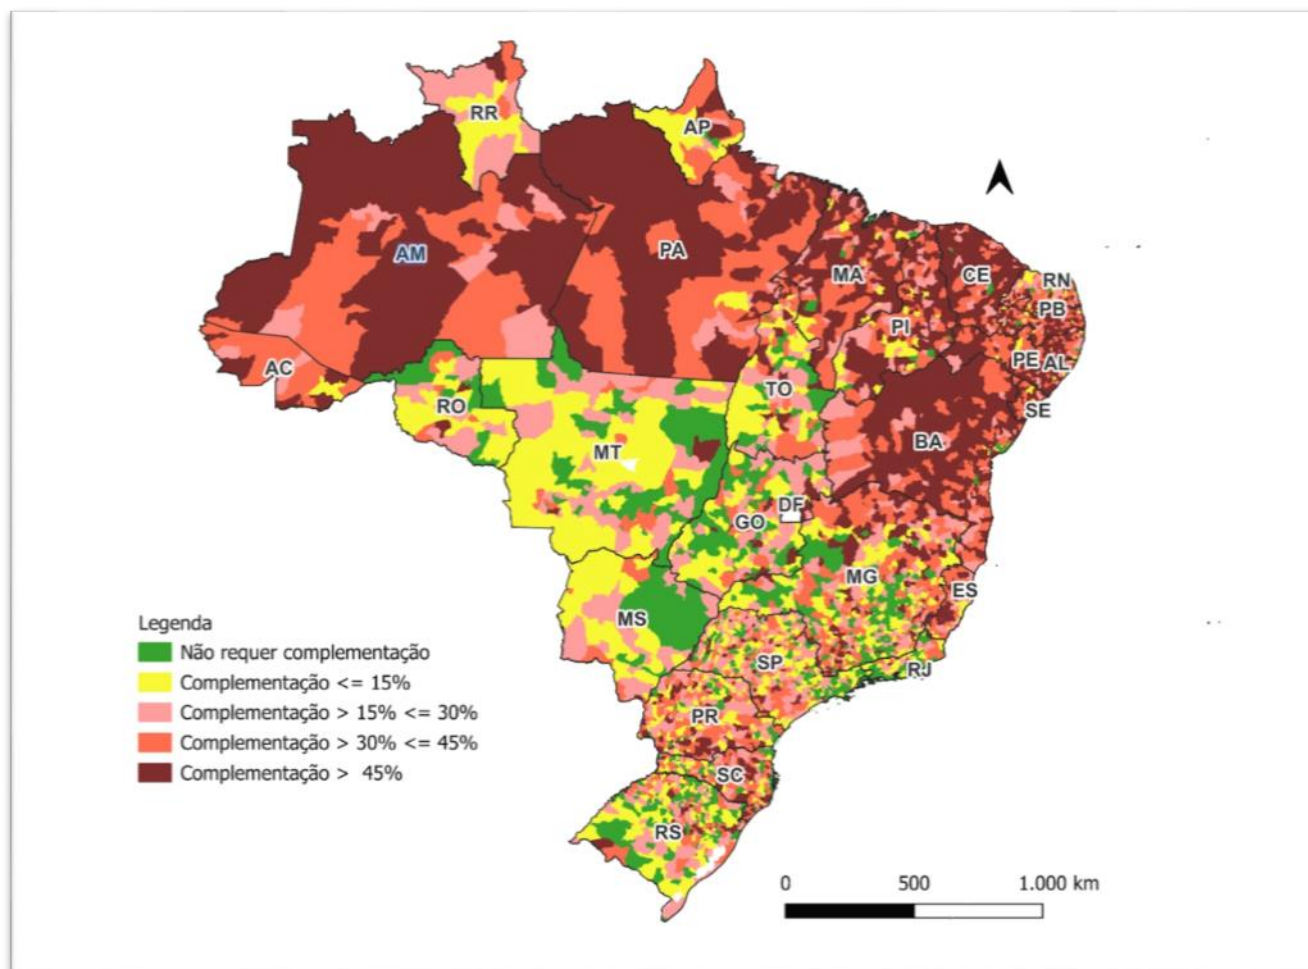 RR
AP
AM
PA
MA
CE
RN
PB
PI
PE
AL
AC
TO
SE
RO
BA
MT
DF
GO
MG
ES
MS
Legenda
Não requer complementação
SP
RJ
Complementação <= 15%
Complementação > 15% <= 30%
PR
Complementação > 30% <= 45%
Complementação > 45%
SC
RS
0 500 1.000 km